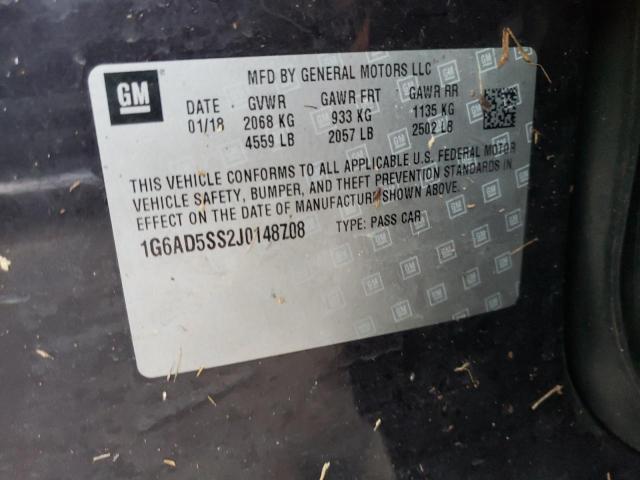 GM
MFD BY GENERAL MOTORS LLC
DATE GVWR GAWR FRT GAWR RR
01/18 2068 KG 933 KG 1135 KG
4559 LB 2057 LB 2502 LB
THIS VEHICLE CONFORMS TO ALL APPLICABLE U.S. FEDERAL MOTOR
VEHICLE SAFETY, BUMPER, AND THEFT PREVENTION STANDARDS IN
EFFECT ON THE DATE OF MANUFACTURE SHOWN ABOVE.
1G6AD5SS2J0148708 TYPE: PASS CAR